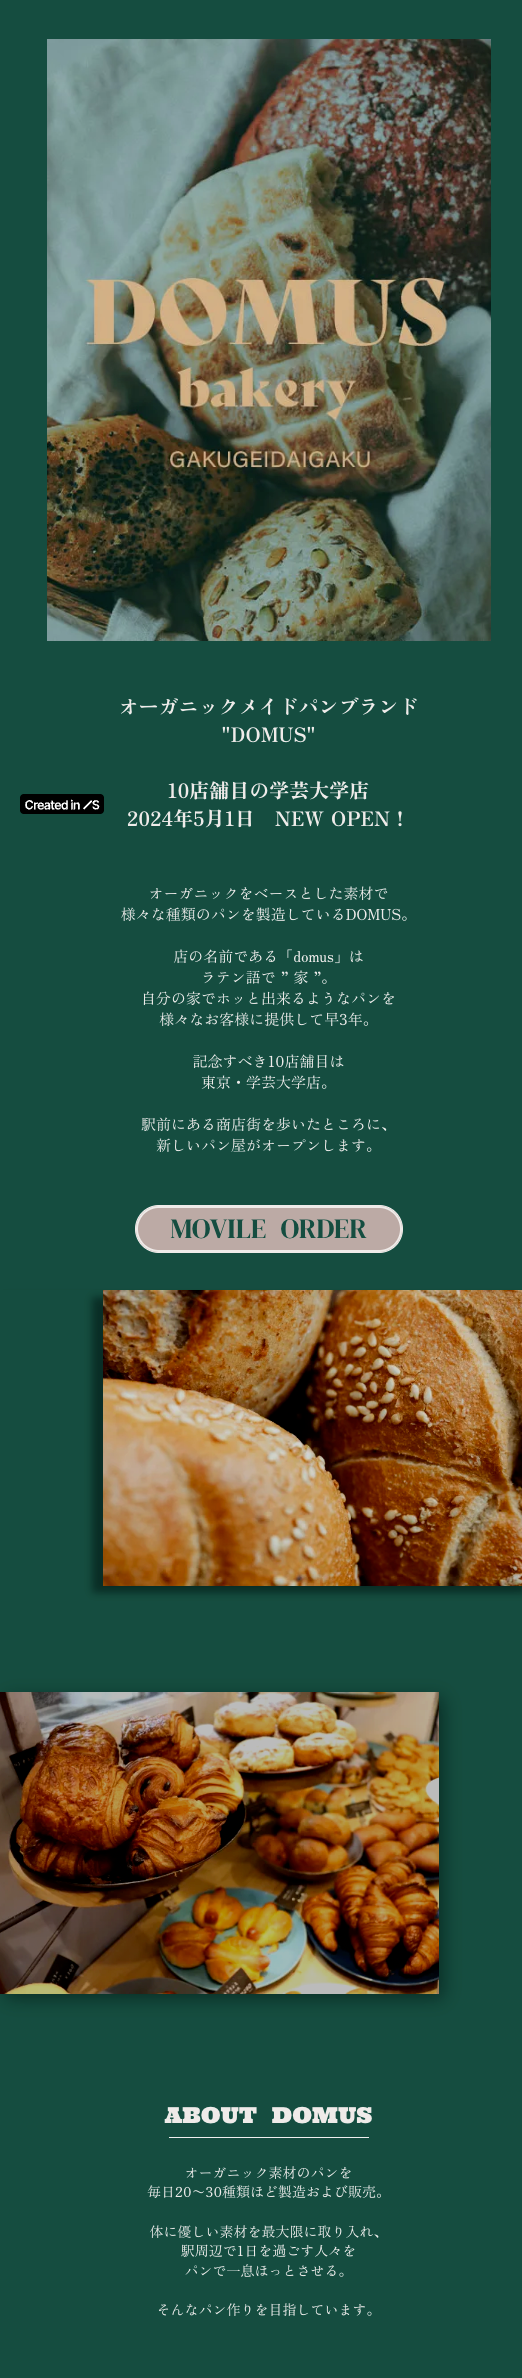 DOMUS
bakery
GAKUGEIDAIGAKU
オーガニックメイドパンブランド
"DOMUS"
10店舗目の学芸大学店
2024年5月1日　NEW OPEN！
Created in /S
オーガニックをベースとした素材で
様々な種類のパンを製造しているDOMUS。
店の名前である「domus」は
ラテン語で ” 家 ”。
自分の家でホッと出来るようなパンを
様々なお客様に提供して早3年。
記念すべき10店舗目は
東京・学芸大学店。
駅前にある商店街を歩いたところに、
新しいパン屋がオープンします。
MOVILE ORDER
ABOUT DOMUS
オーガニック素材のパンを
毎日20〜30種類ほど製造および販売。
体に優しい素材を最大限に取り入れ、
駅周辺で1日を過ごす人々を
パンで一息ほっとさせる。
そんなパン作りを目指しています。